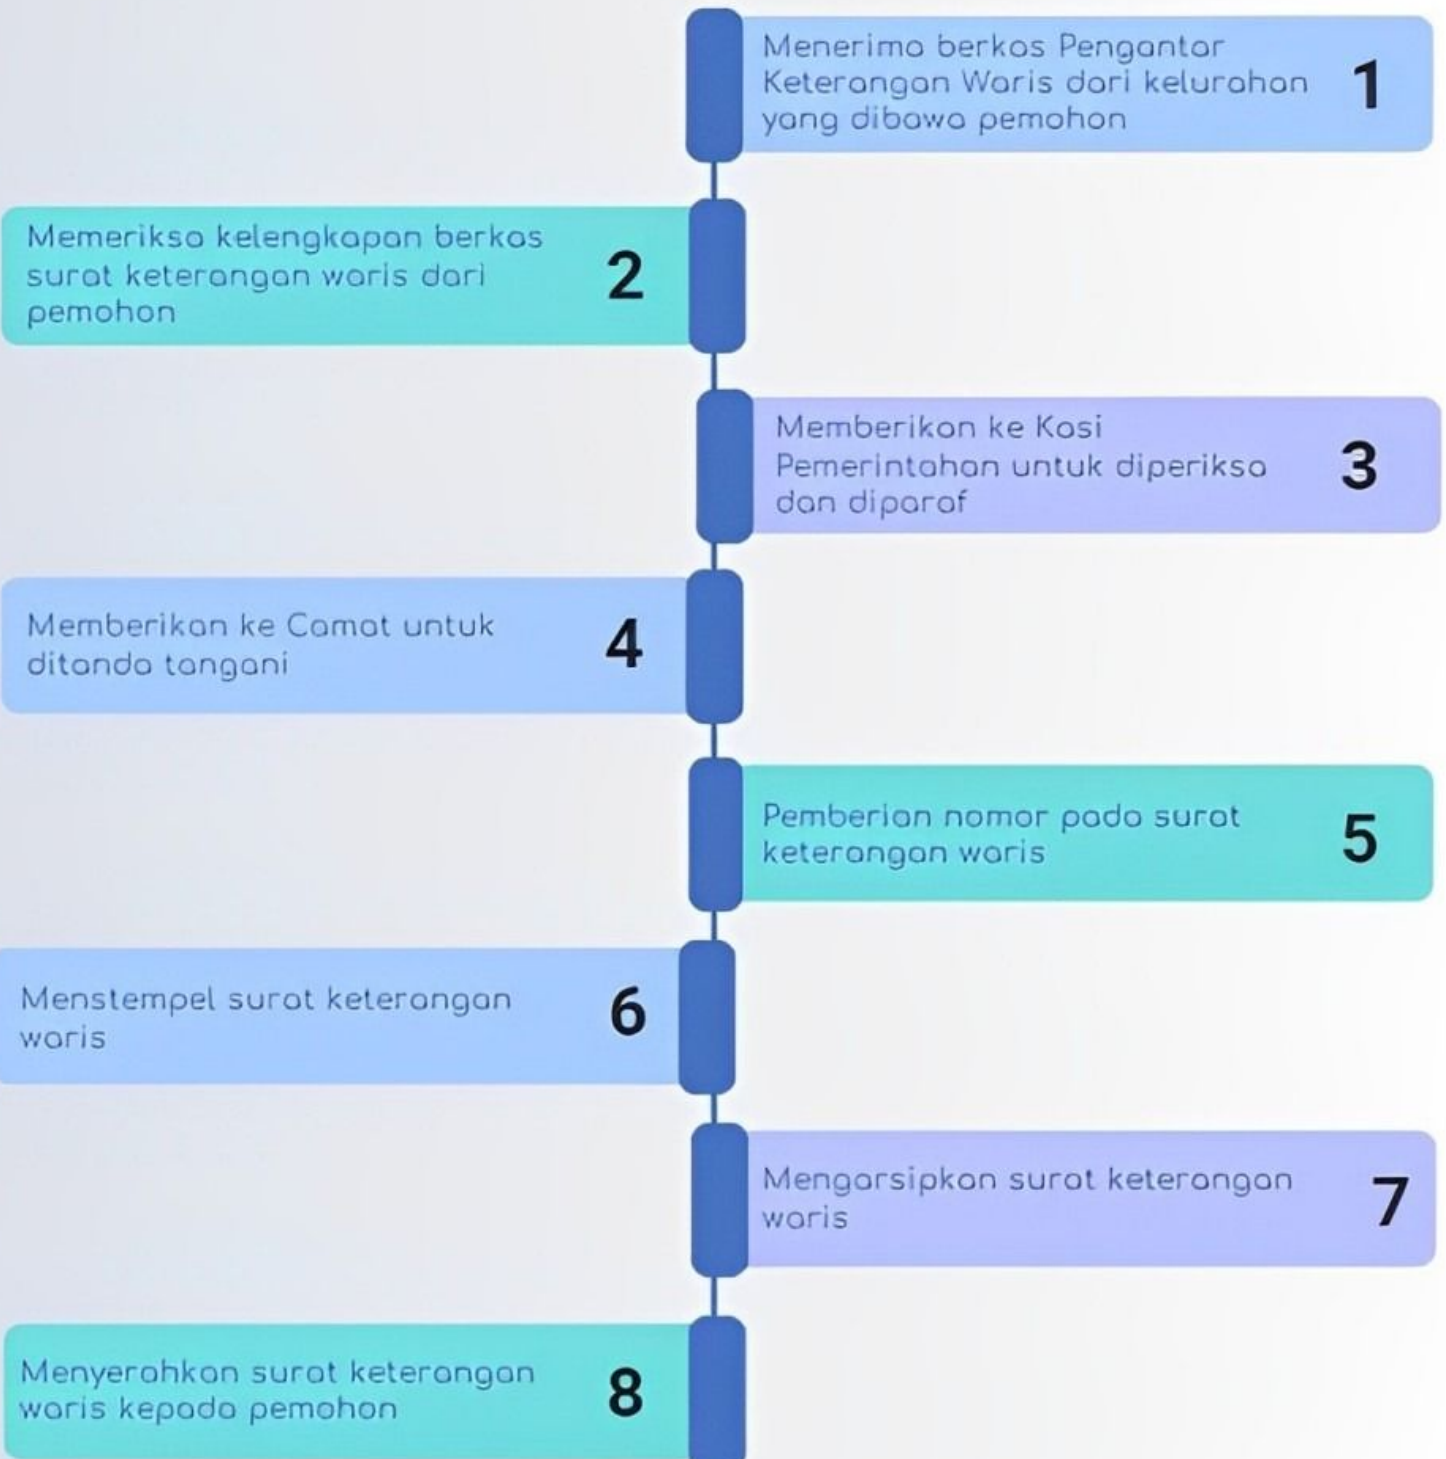 Menerima berkas Pengantar
Keterangan Waris dari kelurahan
yang dibawa pemohon
1
Memeriksa kelengkapan berkas
surat keterangan waris dari
pemohon
2
Memberikan ke Kasi
Pemerintahan untuk diperiksa
dan diparaf
3
Memberikan ke Camat untuk
ditanda tangani
4
Pemberian nomor pada surat
keterangan waris
5
Menstempel surat keterangan
waris
6
Mengarsipkan surat keterangan
waris
7
Menyerahkan surat keterangan
waris kepada pemohon
8